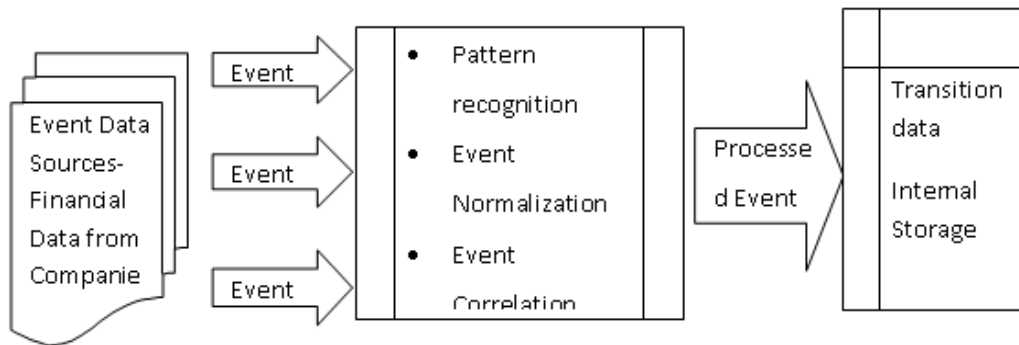 Event Data
Sources-
Financial
Data from
Companie
Event
Event
Event
• Pattern
recognition
• Event
Normalization
• Event
Correlation
Processe
d Event
Transition
data
Internal
Storage